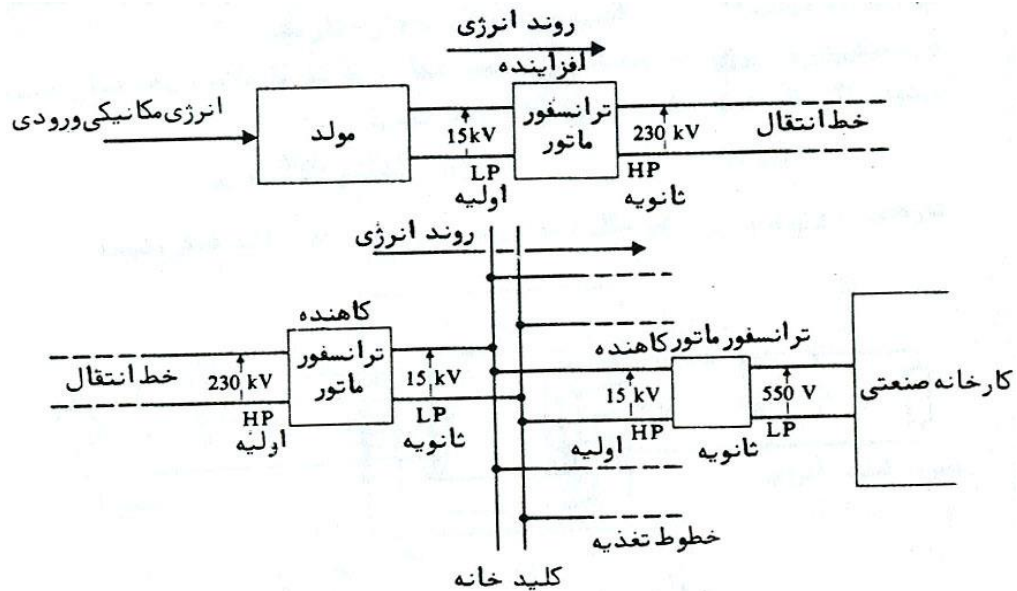 روند انرژی
افزاینده
انرژی مکانیکی ورودی
مولد
15kV
LP
اولیه
ترانسفور
ماتور
230 kV
HP
ثانویه
خط انتقال
روند انرژی
کاهنده
خط انتقال
230 kV
HP
اولیه
ترانسفور
ماتور
15 kV
LP
ثانویه
ترانسفور ماتور کاهنده
15 kV
اولیه HP
ثانویه
550 V
LP
کارخانه صنعتی
خطوط تغذیه
کلید خانه